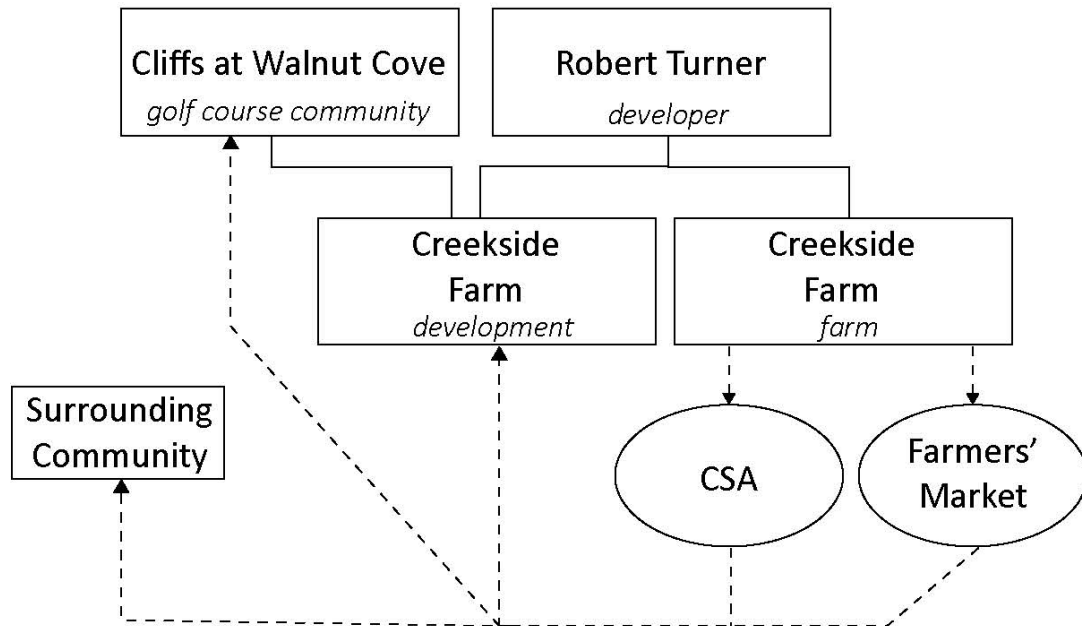 Cliffs at Walnut Cove
golf course community
Robert Turner
developer
Creekside
Farm
development
Creekside
Farm
farm
Surrounding
Community
CSA
Farmers’
Market